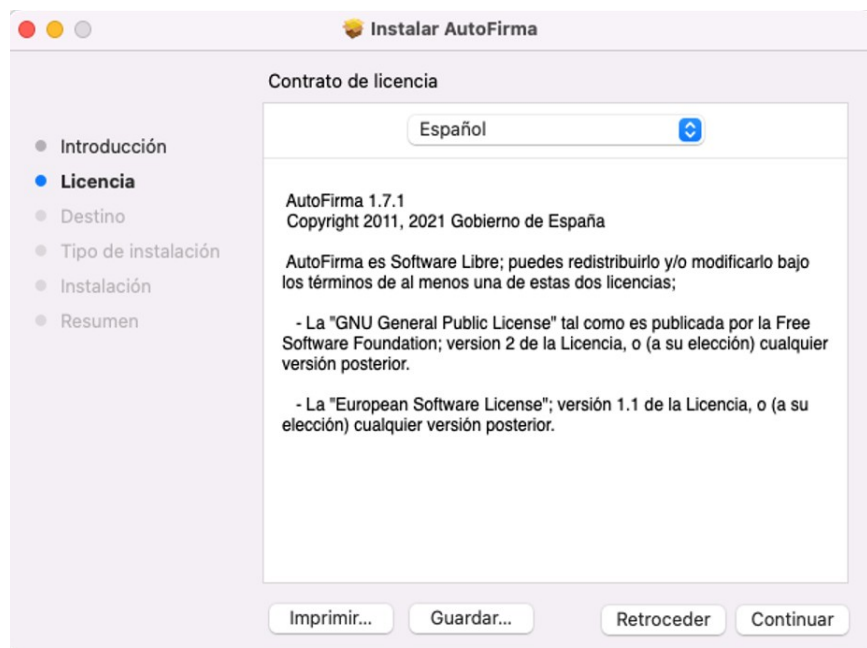 Instalar AutoFirma
Contrato de licencia
Español
Introducción
Licencia
Destino
Tipo de instalación
Instalación
Resumen
AutoFirma 1.7.1
Copyright 2011, 2021 Gobierno de España
AutoFirma es Software Libre; puedes redistribuirlo y/o modificarlo bajo
los términos de al menos una de estas dos licencias;
- La "GNU General Public License" tal como es publicada por la Free
Software Foundation; version 2 de la Licencia, o (a su elección) cualquier
versión posterior.
- La "European Software License"; versión 1.1 de la Licencia, o (a su
elección) cualquier versión posterior.
Imprimir... Guardar... Retroceder Continuar